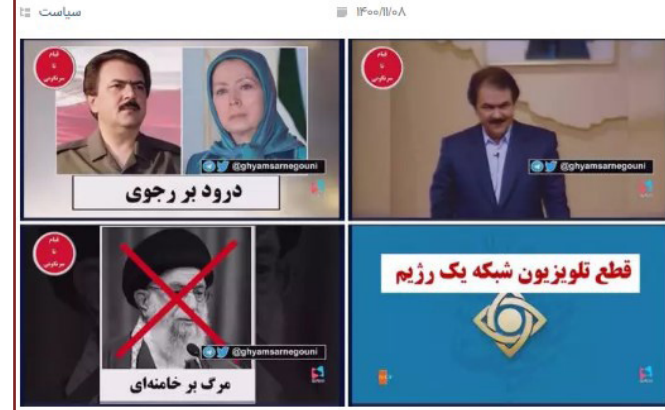 سیاست
۱۴۰۰/۱۱/۰۸
قیام
تا
سرنگونی
@ghyamsarnegouni
درود بر رجوی
@ghyamsarnegouni
قیام
تا
سرنگونی
@ghyamsarnegouni
مرگ بر خامنه‌ای
قطع تلویزیون شبکه یک رژیم